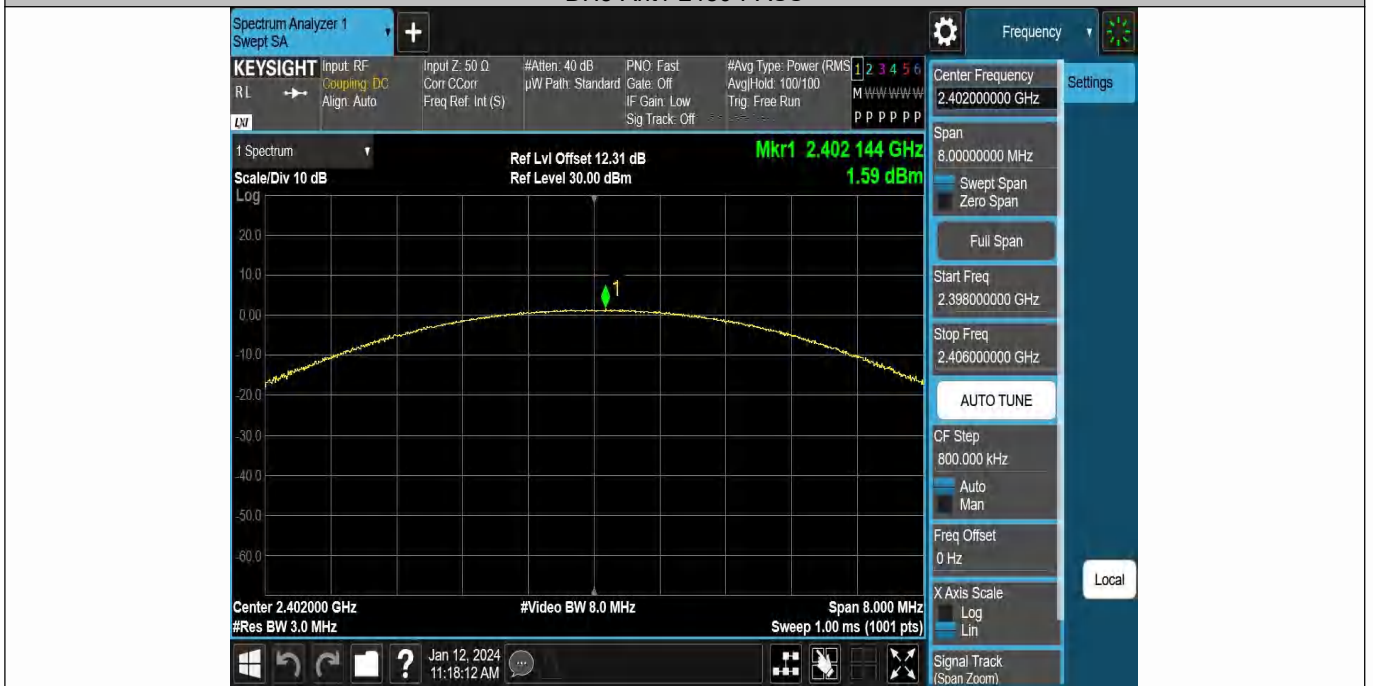 Spectrum Analyzer 1
Swept SA
+
Frequency
KEYSIGHT
RL
LXI
Input: RF
Coupling: DC
Align: Auto
Input Z: 50 Ω
Corr CCorr
Freq Ref: Int (S)
#Atten: 40 dB
µW Path: Standard
PNO: Fast
Gate: Off
IF Gain: Low
Sig Track: Off
#Avg Type: Power (RMS
Avg|Hold: 100/100
Trig: Free Run
1 2 3 4 5 6
M W W W W W
P P P P P P
1 Spectrum
Scale/Div 10 dB
Ref Lvl Offset 12.31 dB
Ref Level 30.00 dBm
Mkr1 2.402 144 GHz
1.59 dBm
Log
20.0
10.0
0.00
-10.0
-20.0
-30.0
-40.0
-50.0
-60.0
1
Center 2.402000 GHz
#Res BW 3.0 MHz
#Video BW 8.0 MHz
Span 8.000 MHz
Sweep 1.00 ms (1001 pts)
Center Frequency
2.402000000 GHz
Settings
Span
8.00000000 MHz
Swept Span
Zero Span
Full Span
Start Freq
2.398000000 GHz
Stop Freq
2.406000000 GHz
AUTO TUNE
CF Step
800.000 kHz
Auto
Man
Freq Offset
0 Hz
Local
X Axis Scale
Log
Lin
Signal Track
(Span Zoom)
?
Jan 12, 2024
11:18:12 AM